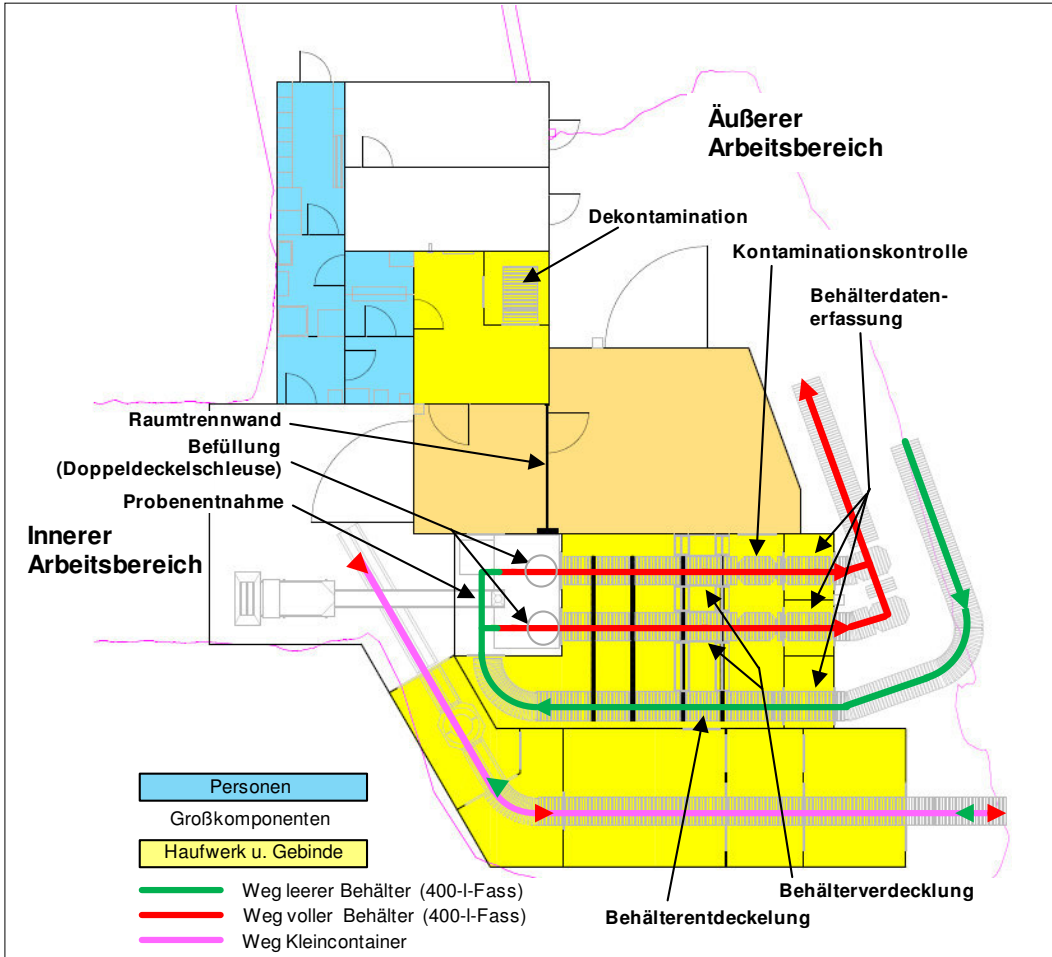 Äußerer
Arbeitsbereich
Dekontamination
Kontaminationskontrolle
Behälterdaten-
erfassung
Raumtrennwand
Befüllung
(Doppeldeckelschleuse)
Probenentnahme
Innerer
Arbeitsbereich
Personen
Großkomponenten
Haufwerk u. Gebinde
Weg leerer Behälter (400-l-Fass)
Weg voller Behälter (400-l-Fass)
Weg Kleincontainer
Behälterverdecklung
Behälterentdeckelung